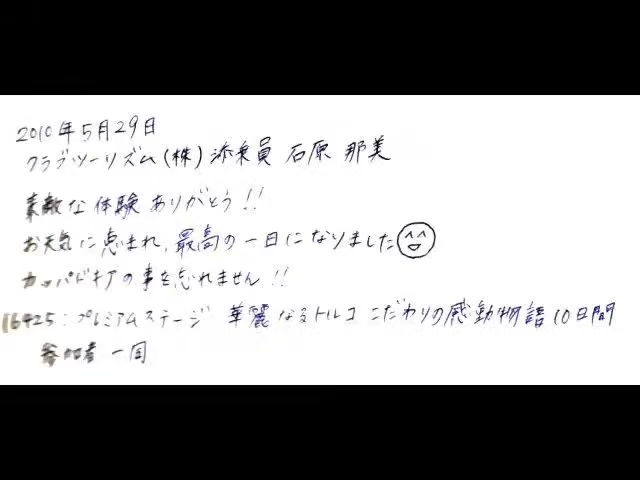 2010年5月29日
クラブツーリズム(株)添乗員 石原 那美
素敵な体験ありがとう!!
お天気に恵まれ、最高の一日になりました
カッパドキアの事を忘れません!!
16425:プレミアムステージ 華麗なるトルコ こだわりの感動物語10日間
参加者一同